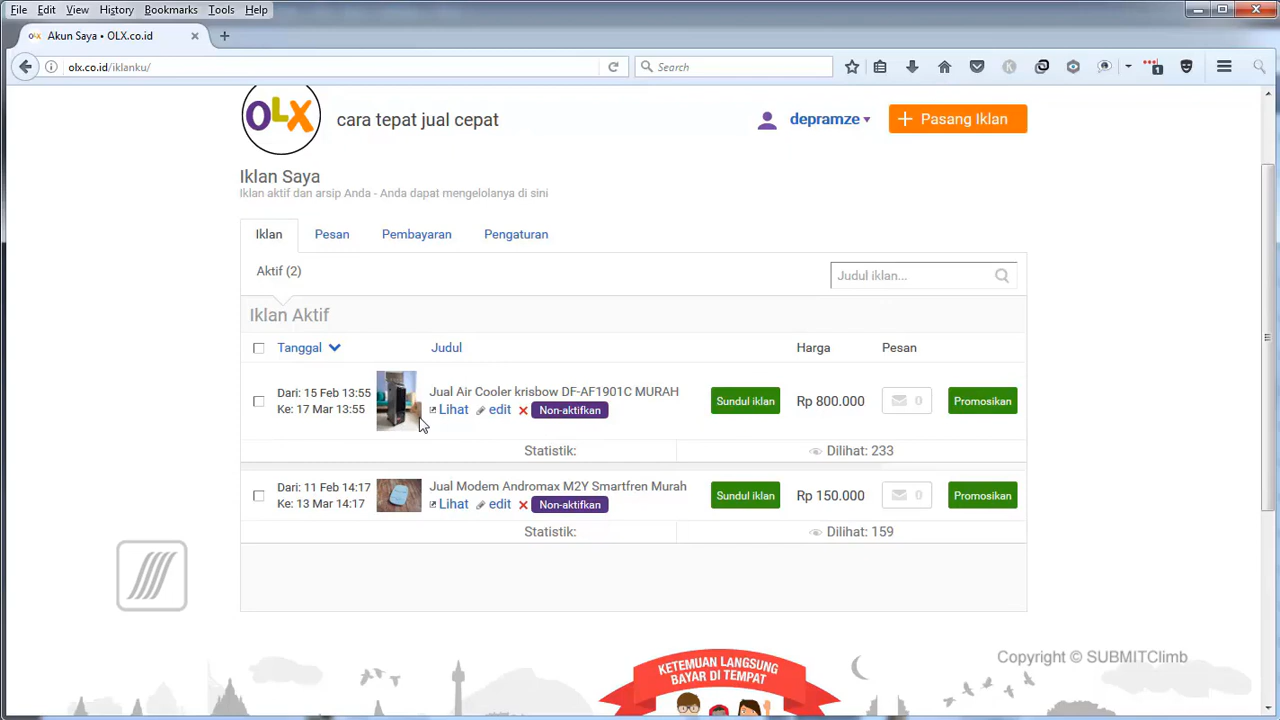 File Edit View History Bookmarks Tools Help
Akun Saya • OLX.co.id
olx.co.id/iklanku/
Search
1
OLX
cara tepat jual cepat
depramze
+ Pasang Iklan
Iklan Saya
Iklan aktif dan arsip Anda - Anda dapat mengelolanya di sini
Iklan Pesan Pembayaran Pengaturan
Aktif (2)
Judul iklan...
Iklan Aktif
Tanggal Judul Harga Pesan
Dari: 15 Feb 13:55
Ke: 17 Mar 13:55
Jual Air Cooler krisbow DF-AF1901C MURAH
Lihat edit Non-aktifkan
Sundul iklan Rp 800.000 0 Promosikan
Statistik: Dilihat: 233
Dari: 11 Feb 14:17
Ke: 13 Mar 14:17
Jual Modem Andromax M2Y Smartfren Murah
Lihat edit Non-aktifkan
Sundul iklan Rp 150.000 0 Promosikan
Statistik: Dilihat: 159
KETEMUAN LANGSUNG
BAYAR DI TEMPAT
Copyright © SUBMITClimb